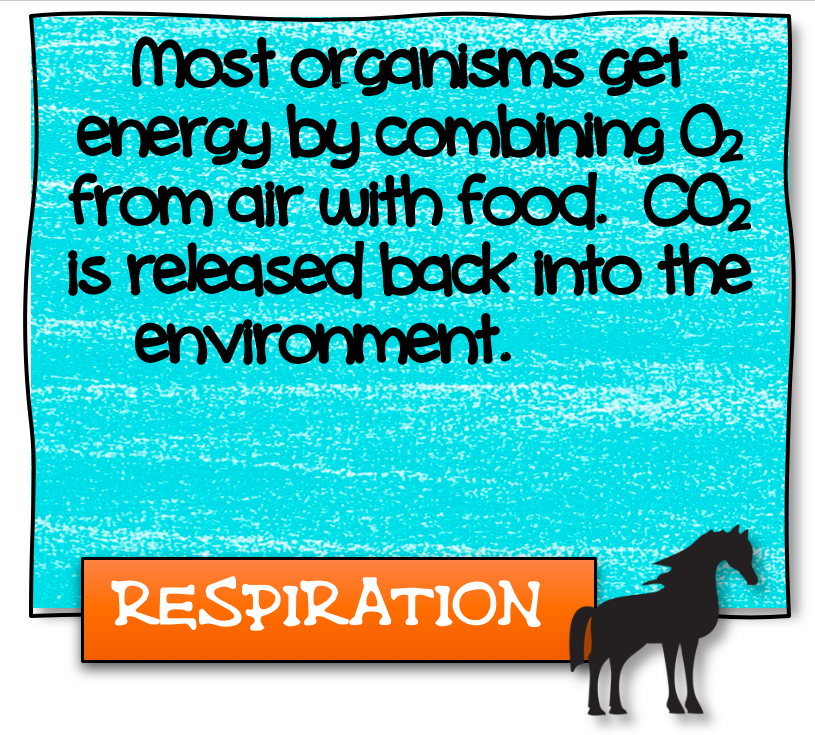 Most organisms get
energy by combining O₂
from air with food. CO₂
is released back into the
environment.
RESPIRATION